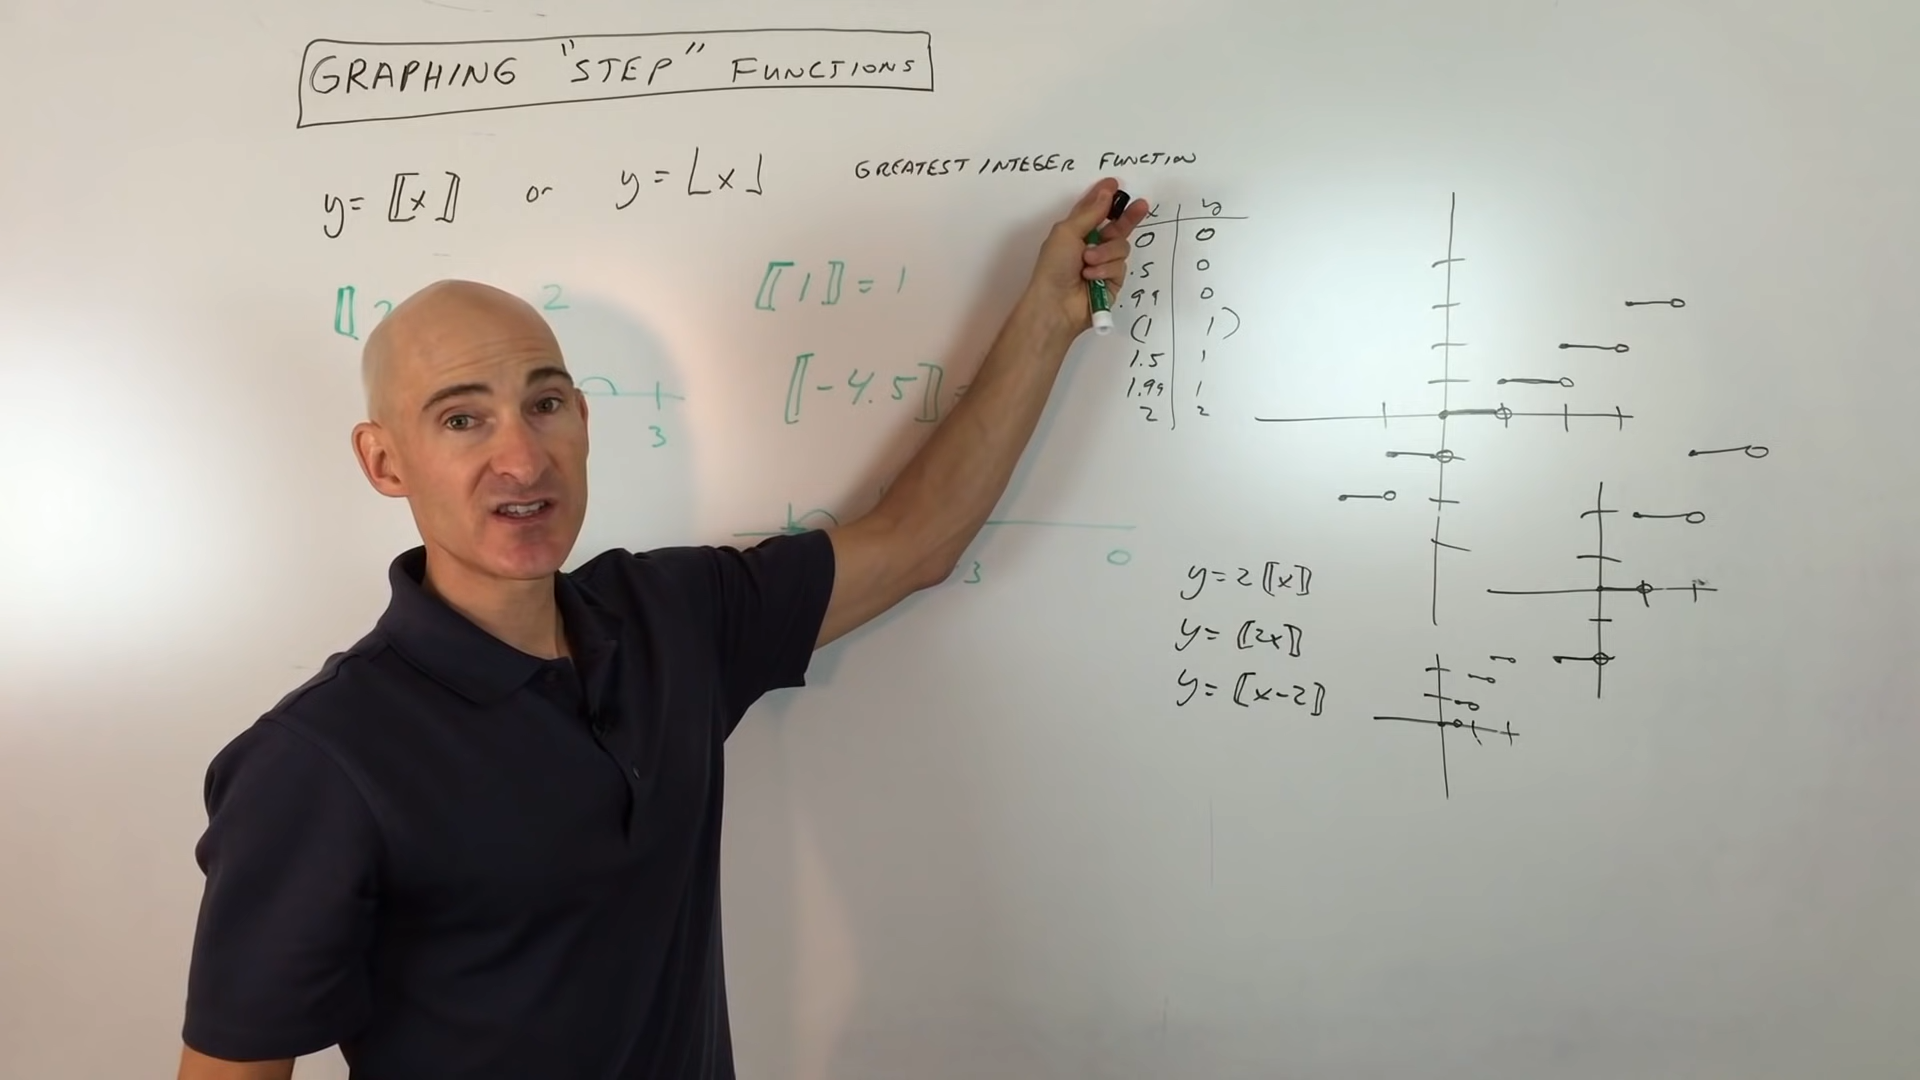 GRAPHING "STEP" FUNCTIONS
y = ⟦x⟧ or y = ⌊x⌋
GREATEST INTEGER FUNCTION
x y
0 0
.5 0
.99 0
(1 1)
1.5 1
1.99 1
2 2
⟦2 2
⟦1⟧ = 1
3
⟦-4.5⟧ =
3 0
y = 2⟦x⟧
y = ⟦2x⟧
y = ⟦x-2⟧